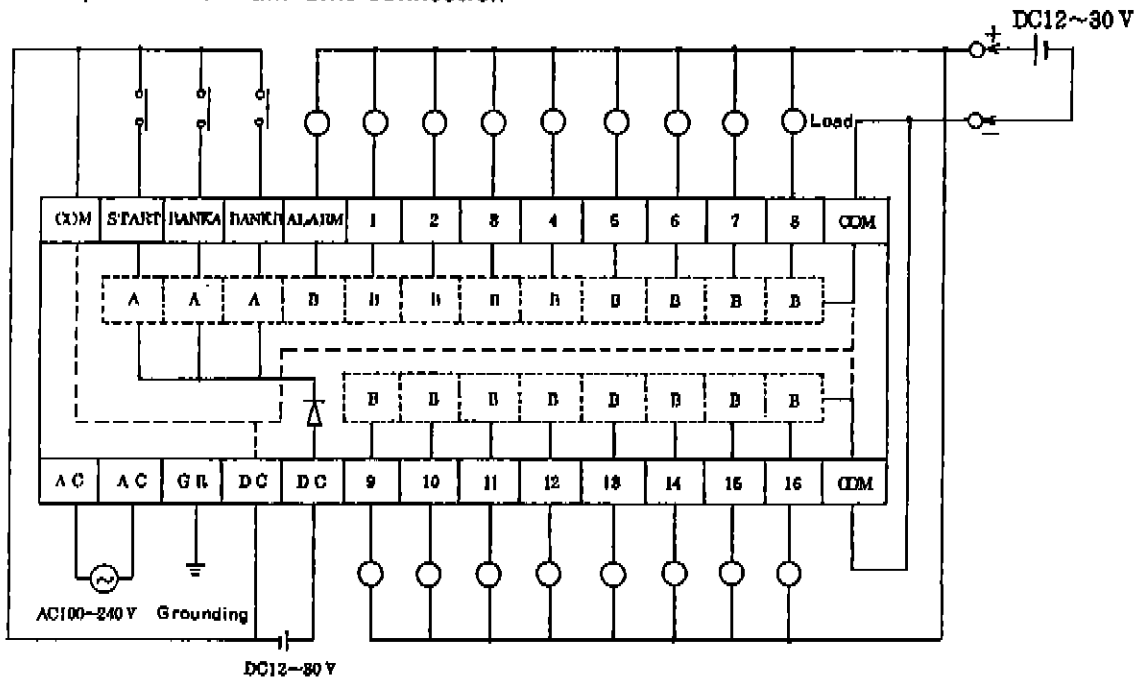 DC12~30 V
+
Load
−
COM START BANKA BANKB ALARM 1 2 3 4 5 6 7 8 COM
A A A B B B B B B B B B
B B B B B B B B
AC AC GR DC DC 9 10 11 12 13 14 15 16 COM
AC100~240 V Grounding
DC12~30 V